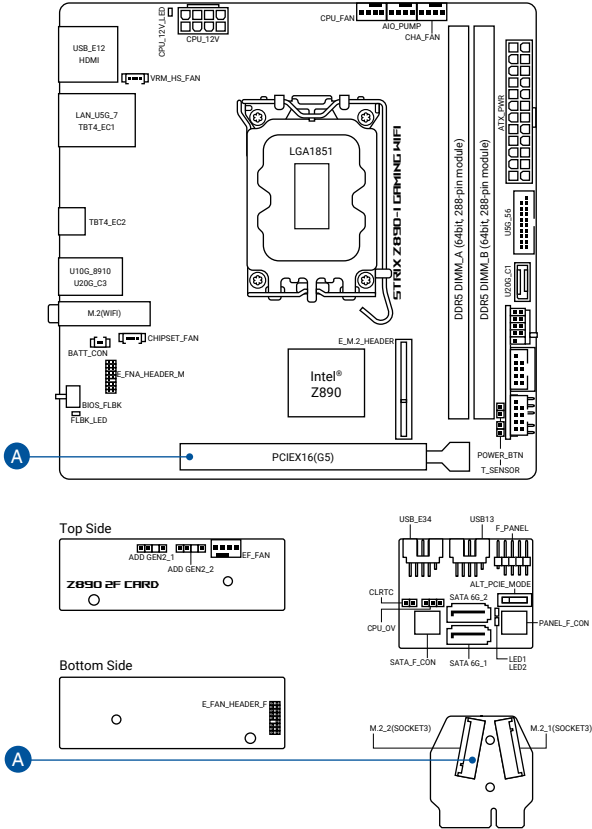 CPU_12V_LED
CPU_12V
CPU_FAN
AIO_PUMP
CHA_FAN
USB_E12
HDMI
VRM_HS_FAN
LAN_U5G_7
TBT4_EC1
TBT4_EC2
U10G_8910
U20G_C3
M.2(WIFI)
BATT_CON
CHIPSET_FAN
E_FNA_HEADER_M
BIOS_FLBK
FLBK_LED
LGA1851
STRIX Z890-I GAMING WIFI
E_M.2_HEADER
Intel®
Z890
DDR5 DIMM_A (64bit, 288-pin module)
DDR5 DIMM_B (64bit, 288-pin module)
ATX_PWR
U5G_56
U20G_C1
POWER_BTN
T_SENSOR
A
PCIEX16(G5)
Top Side
ADD GEN2_1
ADD GEN2_2
EF_FAN
Z890 2F CARD
Bottom Side
E_FAN_HEADER_F
USB_E34
USB13
F_PANEL
ALT_PCIE_MODE
CLRTC
CPU_OV
SATA 6G_2
PANEL_F_CON
SATA_F_CON
SATA 6G_1
LED1
LED2
M.2_2(SOCKET3)
M.2_1(SOCKET3)
A